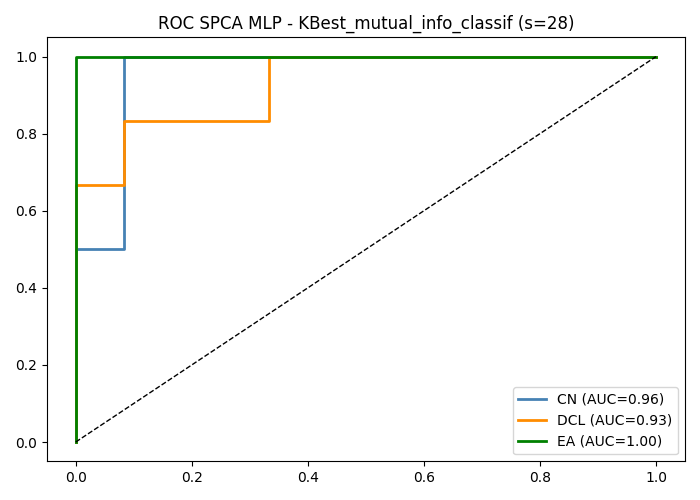 ROC SPCA MLP - KBest_mutual_info_classif (s=28)
1.0
0.8
0.6
0.4
0.2
0.0
0.0 0.2 0.4 0.6 0.8 1.0
CN (AUC=0.96)
DCL (AUC=0.93)
EA (AUC=1.00)